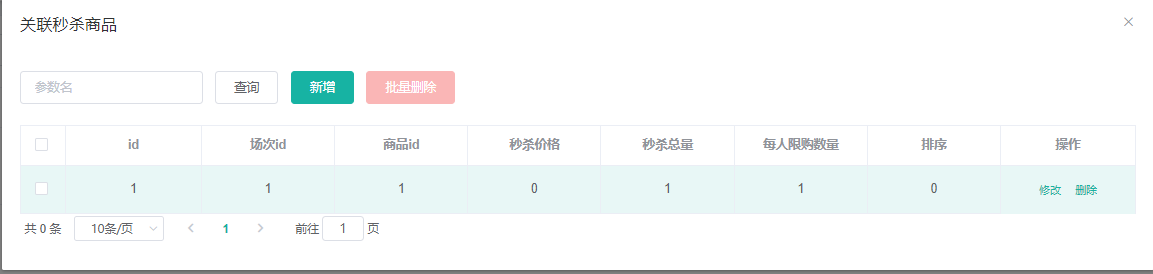 关联秒杀商品
参数名 查询 新增 批量删除
id 场次id 商品id 秒杀价格 秒杀总量 每人限购数量 排序 操作
1 1 1 0 1 1 0 修改 删除
共 0 条 10条/页 1 前往 1 页